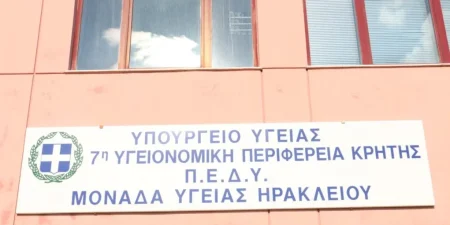 ΥΠΟΥΡΓΕΙΟ ΥΓΕΙΑΣ
7η ΥΓΕΙΟΝΟΜΙΚΗ ΠΕΡΙΦΕΡΕΙΑ ΚΡΗΤΗΣ
Π.Ε.Δ.Υ.
ΜΟΝΑΔΑ ΥΓΕΙΑΣ ΗΡΑΚΛΕΙΟΥ